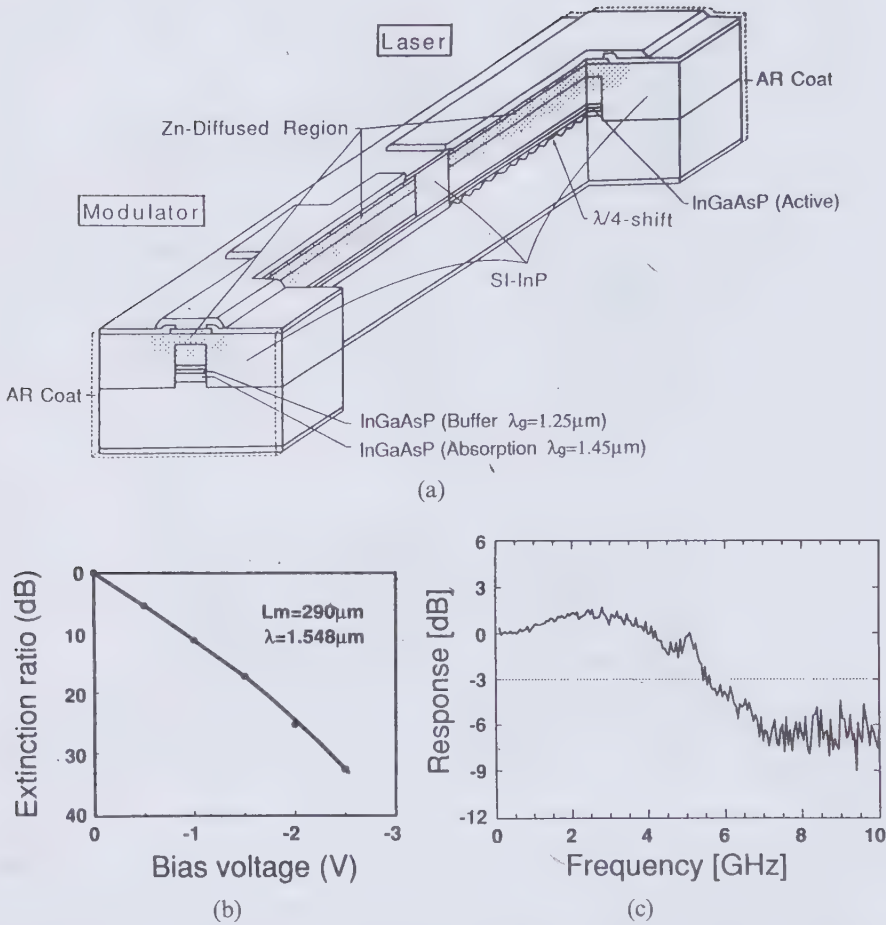 Laser
AR Coat
Zn-Diffused Region
InGaAsP (Active)
Modulator
λ/4-shift
SI-InP
AR Coat
InGaAsP (Buffer λg=1.25μm)
InGaAsP (Absorption λg=1.45μm)
(a)
Extinction ratio (dB)
0
10
20
30
40
Lm=290μm
λ=1.548μm
0 -1 -2 -3
Bias voltage (V)
(b)
Response [dB]
6
3
0
-3
-6
-9
-12
0 2 4 6 8 10
Frequency [GHz]
(c)